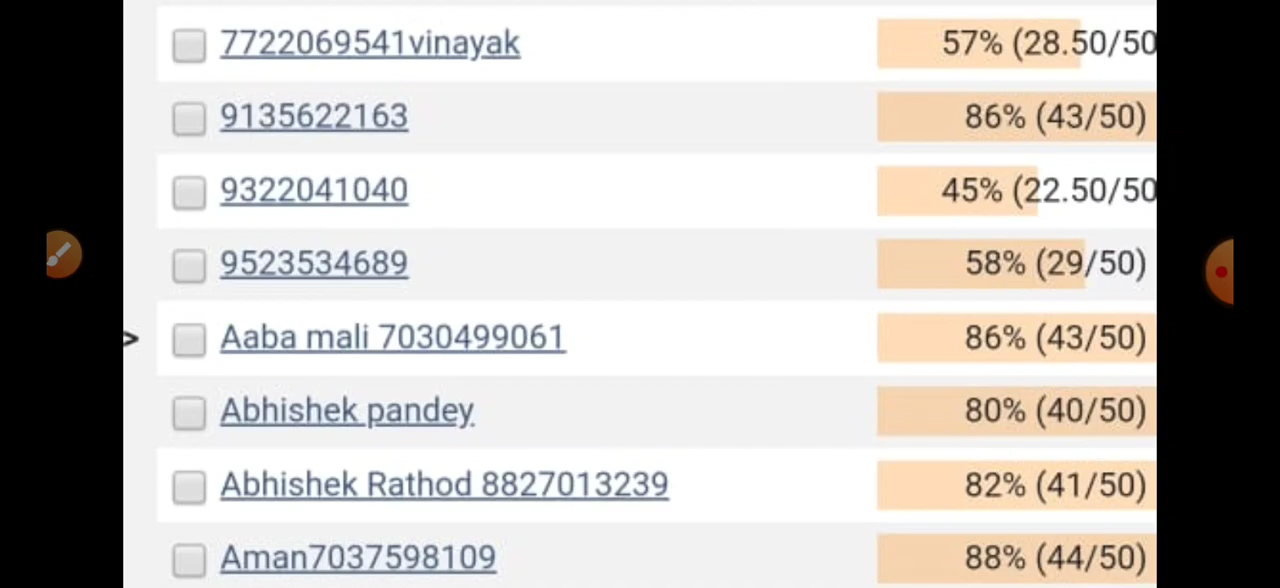 7722069541vinayak 57% (28.50/50
9135622163 86% (43/50)
9322041040 45% (22.50/50
9523534689 58% (29/50)
> Aaba mali 7030499061 86% (43/50)
Abhishek pandey 80% (40/50)
Abhishek Rathod 8827013239 82% (41/50)
Aman7037598109 88% (44/50)